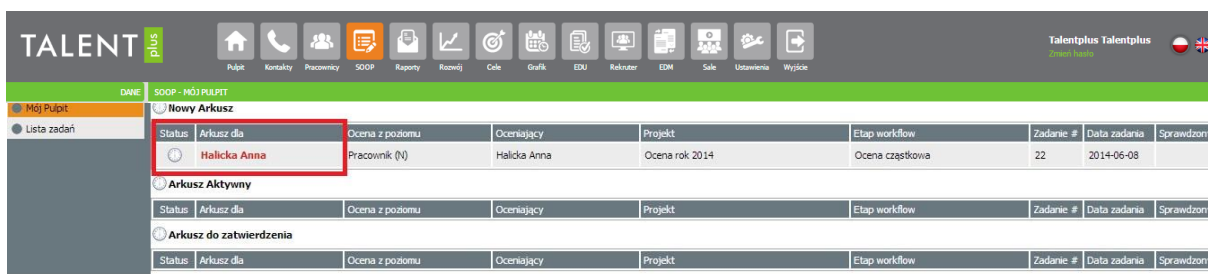 TALENT plus
Pulpit Kontakty Pracownicy SOOP Raporty Rozwój Cele Grafik EDU Rekruter EDM Sale Ustawienia Wyjście
Talentplus Talentplus
Zmień hasło
DANE SOOP - MÓJ PULPIT
Mój Pulpit
Lista zadań
Nowy Arkusz
Status Arkusz dla Ocena z poziomu Oceniający Projekt Etap workflow Zadanie # Data zadania Sprawdzon
Halicka Anna Pracownik (N) Halicka Anna Ocena rok 2014 Ocena cząstkowa 22 2014-06-08
Arkusz Aktywny
Status Arkusz dla Ocena z poziomu Oceniający Projekt Etap workflow Zadanie # Data zadania Sprawdzon
Arkusz do zatwierdzenia
Status Arkusz dla Ocena z poziomu Oceniający Projekt Etap workflow Zadanie # Data zadania Sprawdzon